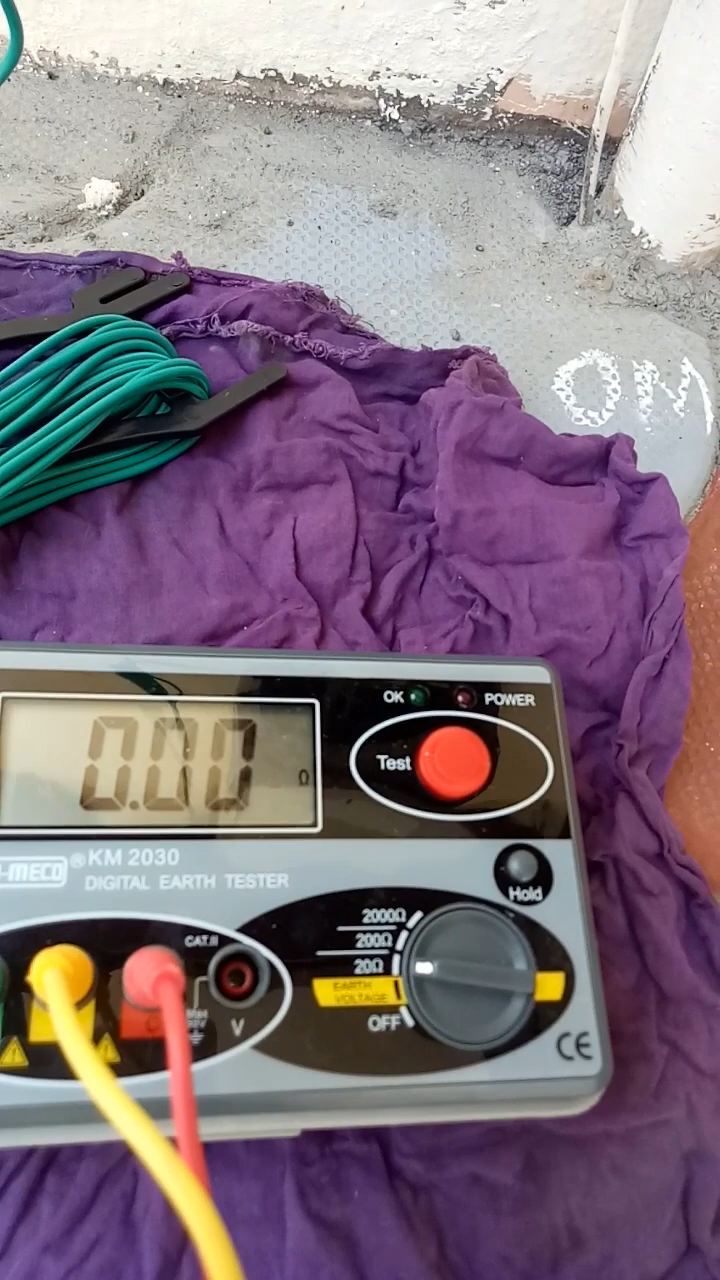 OM
OK POWER
Test
0.00 Ω
-MECO® KM 2030
DIGITAL EARTH TESTER
Hold
2000Ω
200Ω
20Ω
EARTH
VOLTAGE
OFF
CAT.II
V
CE